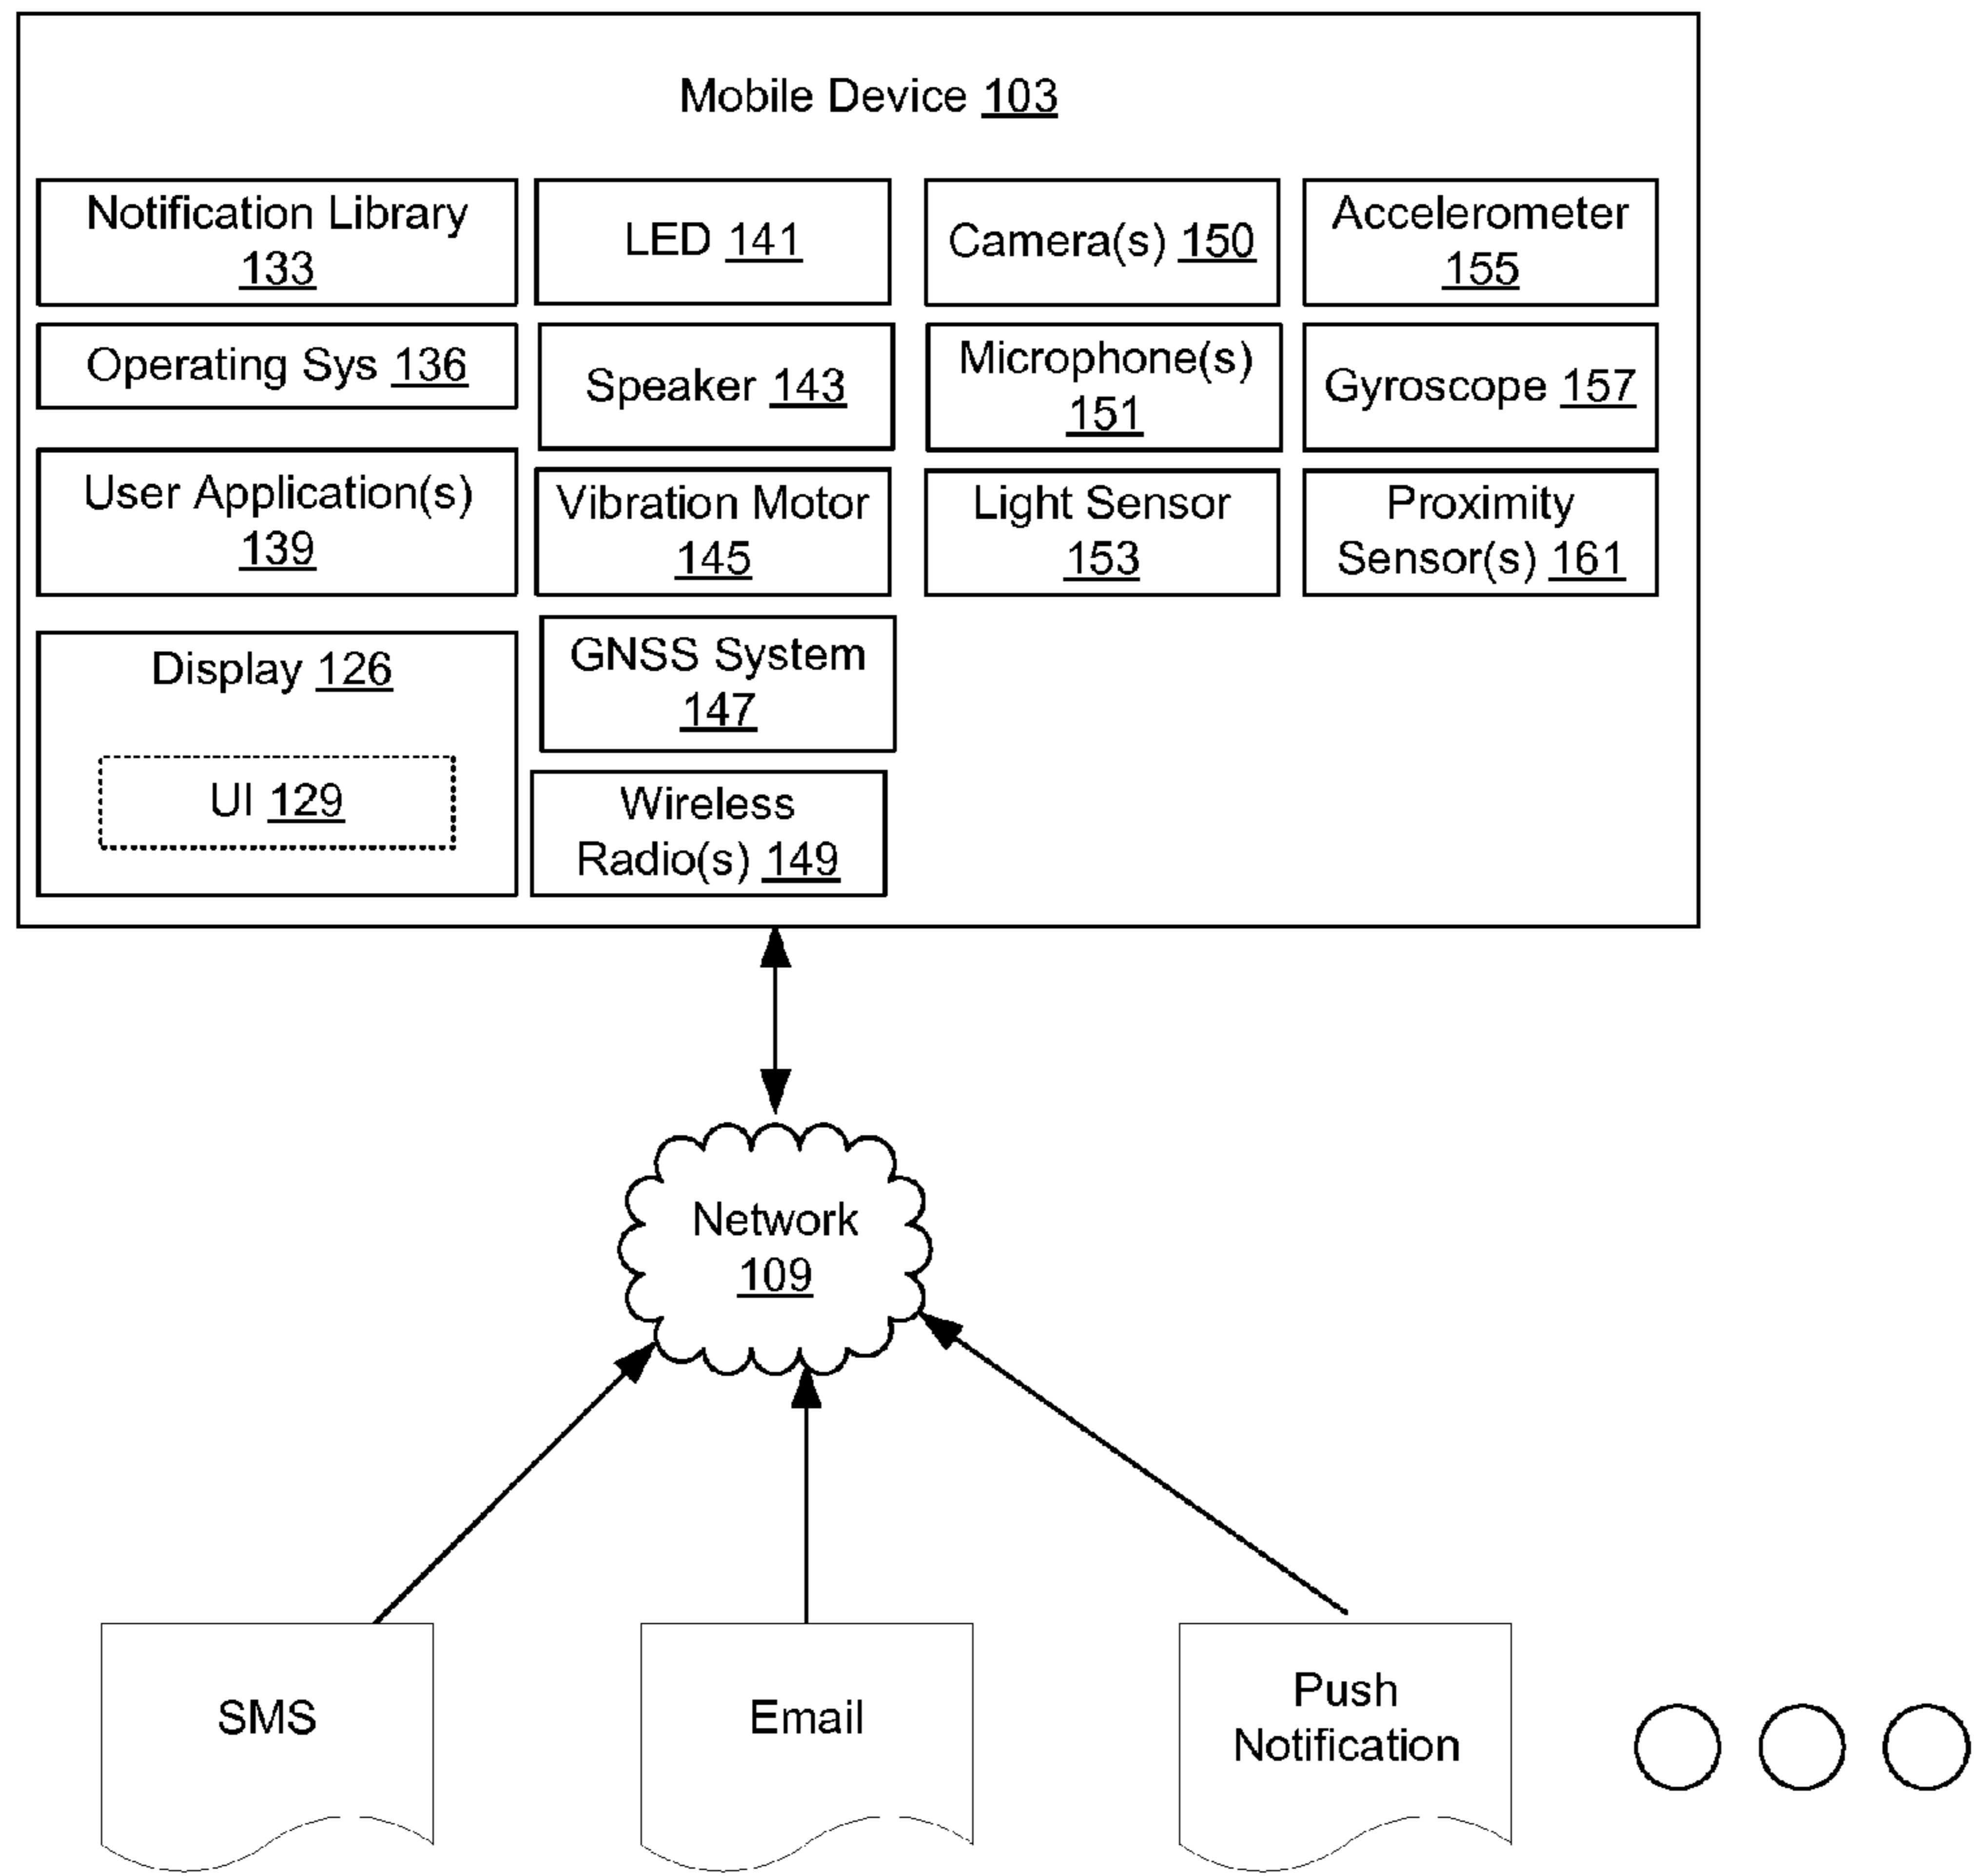 Mobile Device 103
Notification Library
133
LED 141
Camera(s) 150
Accelerometer
155
Operating Sys 136
Speaker 143
Microphone(s)
151
Gyroscope 157
User Application(s)
139
Vibration Motor
145
Light Sensor
153
Proximity
Sensor(s) 161
Display 126
UI 129
GNSS System
147
Wireless
Radio(s) 149
Network
109
SMS
Email
Push
Notification